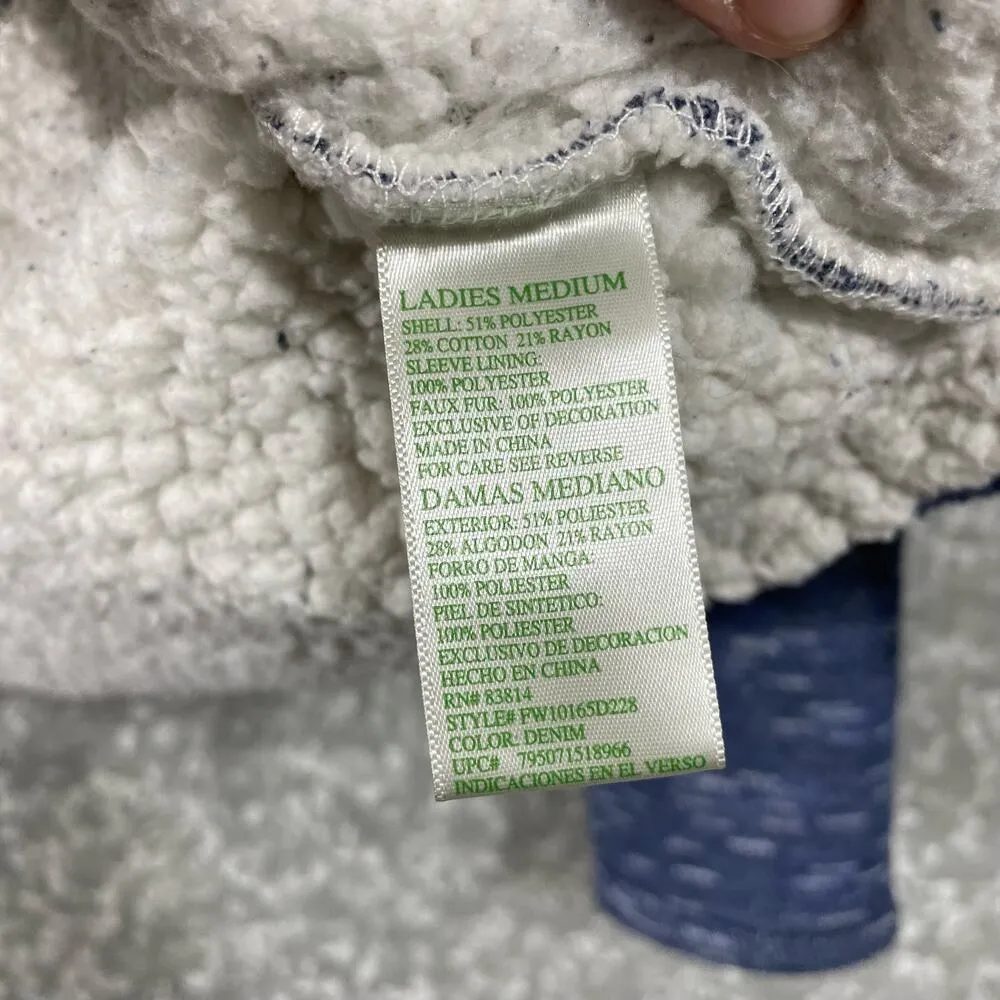 LADIES MEDIUM
SHELL: 51% POLYESTER
28% COTTON 21% RAYON
SLEEVE LINING:
100% POLYESTER
FAUX FUR: 100% POLYESTER
EXCLUSIVE OF DECORATION
MADE IN CHINA
FOR CARE SEE REVERSE
DAMAS MEDIANO
EXTERIOR: 51% POLIESTER
28% ALGODON 21% RAYON
FORRO DE MANGA
100% POLIESTER
PIEL DE SINTETICO:
100% POLIESTER
EXCLUSIVO DE DECORACION
HECHO EN CHINA
RN# 83814
STYLE# FW10165D228
COLOR. DENIM
UPC# 795071518966
INDICACIONES EN EL VERSO